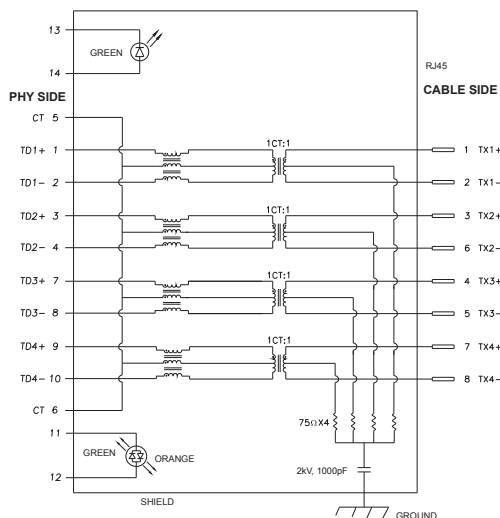 13
GREEN
14
RJ45
PHY SIDE
CABLE SIDE
CT 5
1CT:1
TD1+ 1
1 TX1+
TD1- 2
2 TX1-
1CT:1
TD2+ 3
3 TX2+
TD2- 4
6 TX2-
1CT:1
TD3+ 7
4 TX3+
TD3- 8
5 TX3-
1CT:1
TD4+ 9
7 TX4+
TD4- 10
8 TX4-
CT 6
75ΩX4
11
GREEN
ORANGE
12
2kV, 1000pF
SHIELD
GROUND